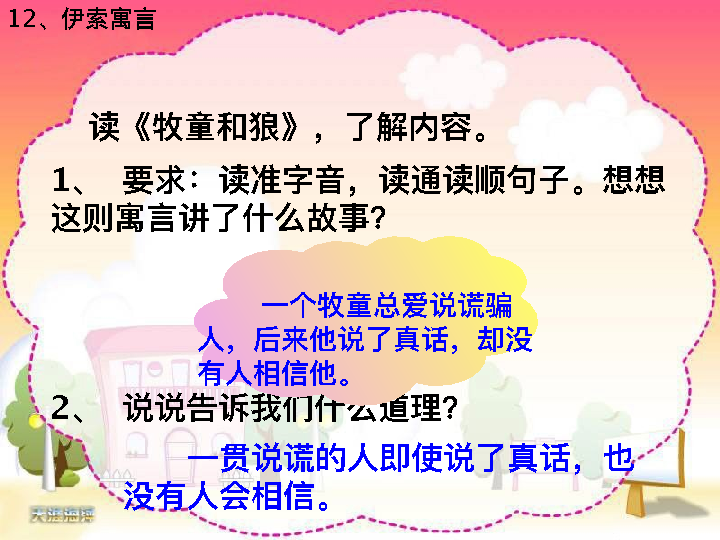 12、伊索寓言
读《牧童和狼》，了解内容。
1、 要求：读准字音，读通读顺句子。想想
这则寓言讲了什么故事？
一个牧童总爱说谎骗
人，后来他说了真话，却没
有人相信他。
2、 说说告诉我们什么道理？
一贯说谎的人即使说了真话，也
没有人会相信。